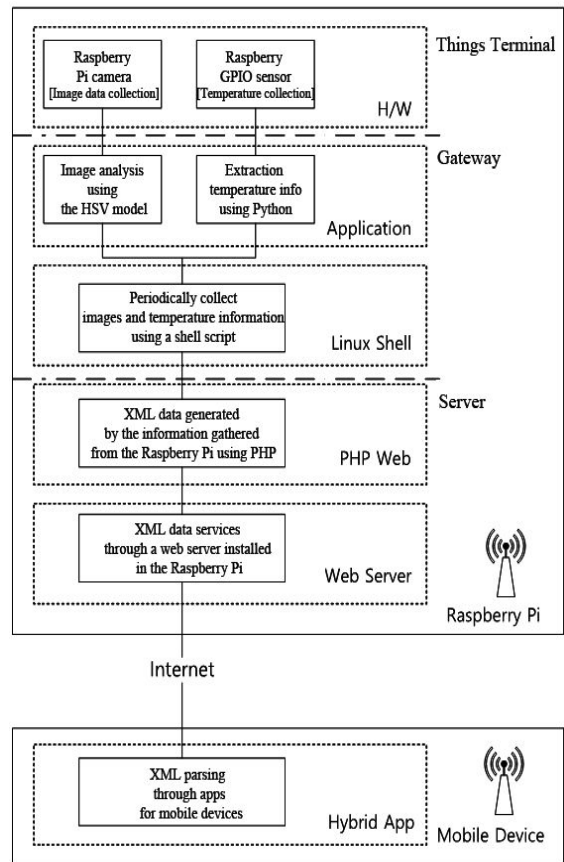 Things Terminal
Raspberry
Pi camera
[Image data collection]
Raspberry
GPIO sensor
[Temperature collection]
H/W
Gateway
Image analysis
using
the HSV model
Extraction
temperature info
using Python
Application
Periodically collect
images and temperature information
using a shell script
Linux Shell
Server
XML data generated
by the information gathered
from the Raspberry Pi using PHP
PHP Web
XML data services
through a web server installed
in the Raspberry Pi
Web Server
Raspberry Pi
Internet
XML parsing
through apps
for mobile devices
Hybrid App
Mobile Device